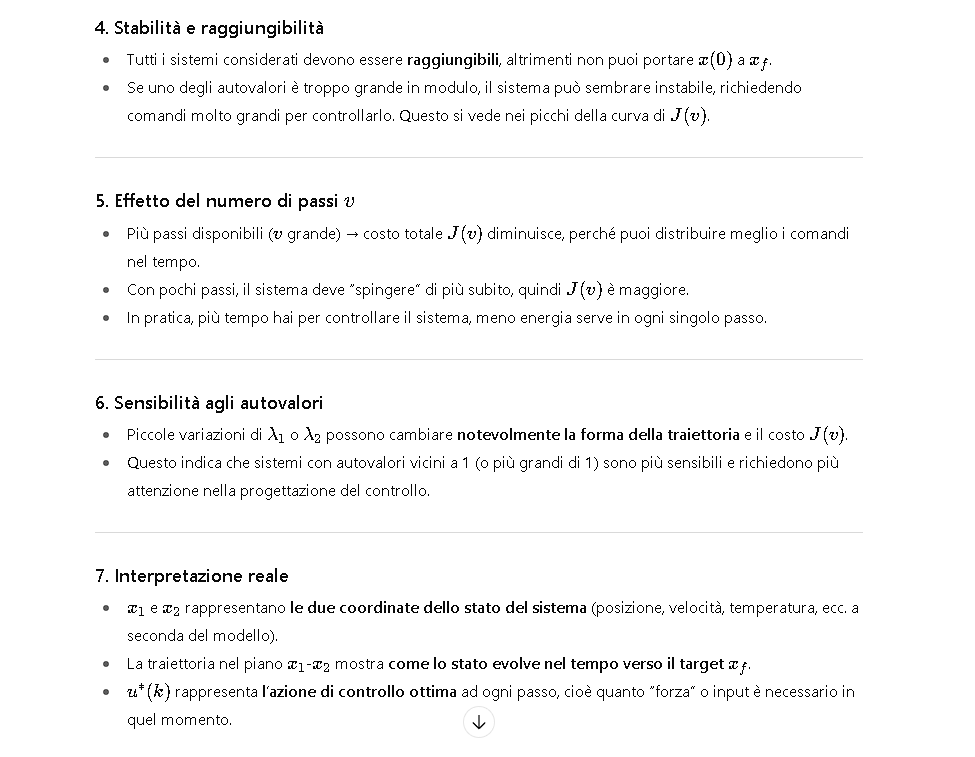 4. Stabilità e raggiungibilità
• Tutti i sistemi considerati devono essere raggiungibili, altrimenti non puoi portare x(0) a x_f.
• Se uno degli autovalori è troppo grande in modulo, il sistema può sembrare instabile, richiedendo
comandi molto grandi per controllarlo. Questo si vede nei picchi della curva di J(v).
5. Effetto del numero di passi v
• Più passi disponibili (v grande) → costo totale J(v) diminuisce, perché puoi distribuire meglio i comandi
nel tempo.
• Con pochi passi, il sistema deve “spingere” di più subito, quindi J(v) è maggiore.
• In pratica, più tempo hai per controllare il sistema, meno energia serve in ogni singolo passo.
6. Sensibilità agli autovalori
• Piccole variazioni di λ₁ o λ₂ possono cambiare notevolmente la forma della traiettoria e il costo J(v).
• Questo indica che sistemi con autovalori vicini a 1 (o più grandi di 1) sono più sensibili e richiedono più
attenzione nella progettazione del controllo.
7. Interpretazione reale
• x₁ e x₂ rappresentano le due coordinate dello stato del sistema (posizione, velocità, temperatura, ecc. a
seconda del modello).
• La traiettoria nel piano x₁-x₂ mostra come lo stato evolve nel tempo verso il target x_f.
• u*(k) rappresenta l’azione di controllo ottima ad ogni passo, cioè quanto “forza” o input è necessario in
quel momento.